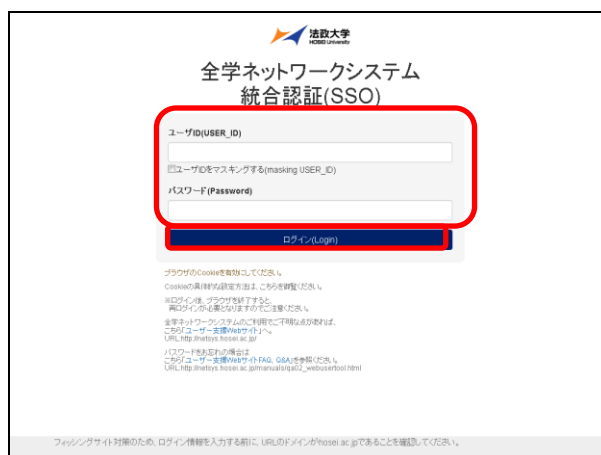 法政大学
HOSEI University
全学ネットワークシステム
統合認証(SSO)
ユーザID(USER_ID)
ユーザIDをマスキングする(masking USER_ID)
パスワード(Password)
ログイン(Login)
ブラウザのCookieを有効にしてください。
Cookieの具体的な設定方法は、こちらを御覧ください。
※ログイン後、ブラウザを終了すると、
再ログインが必要となりますのでご注意ください。
全学ネットワークシステムのご利用でご不明な点があれば、
こちら「ユーザー支援Webサイト」へ。
URL:http://netsys.hosei.ac.jp/
パスワードをお忘れの場合は
こちら「ユーザー支援WebサイトFAQ, Q&A」を参照ください。
URL:http://netsys.hosei.ac.jp/manuals/qa02_webusertool.html
フィッシングサイト対策のため、ログイン情報を入力する前に、URLのドメインがhosei.ac.jpであることを確認してください。